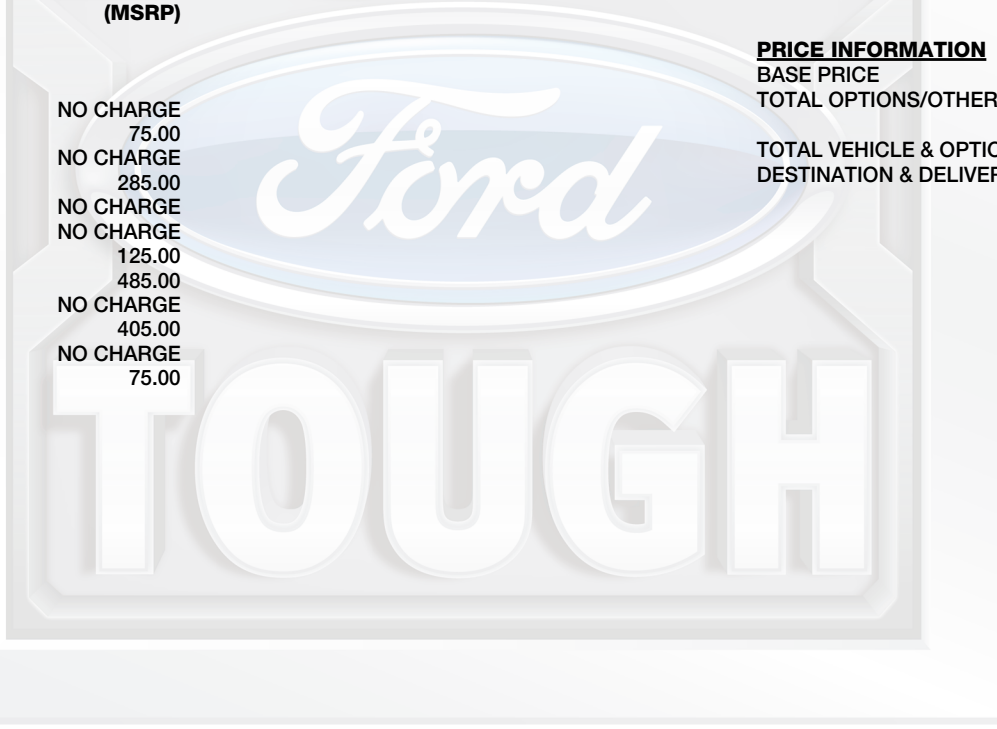 (MSRP)
NO CHARGE
75.00
NO CHARGE
285.00
NO CHARGE
NO CHARGE
125.00
485.00
NO CHARGE
405.00
NO CHARGE
75.00
PRICE INFORMATION
BASE PRICE
TOTAL OPTIONS/OTHER
TOTAL VEHICLE & OPTIO
DESTINATION & DELIVER
Ford
TOUGH